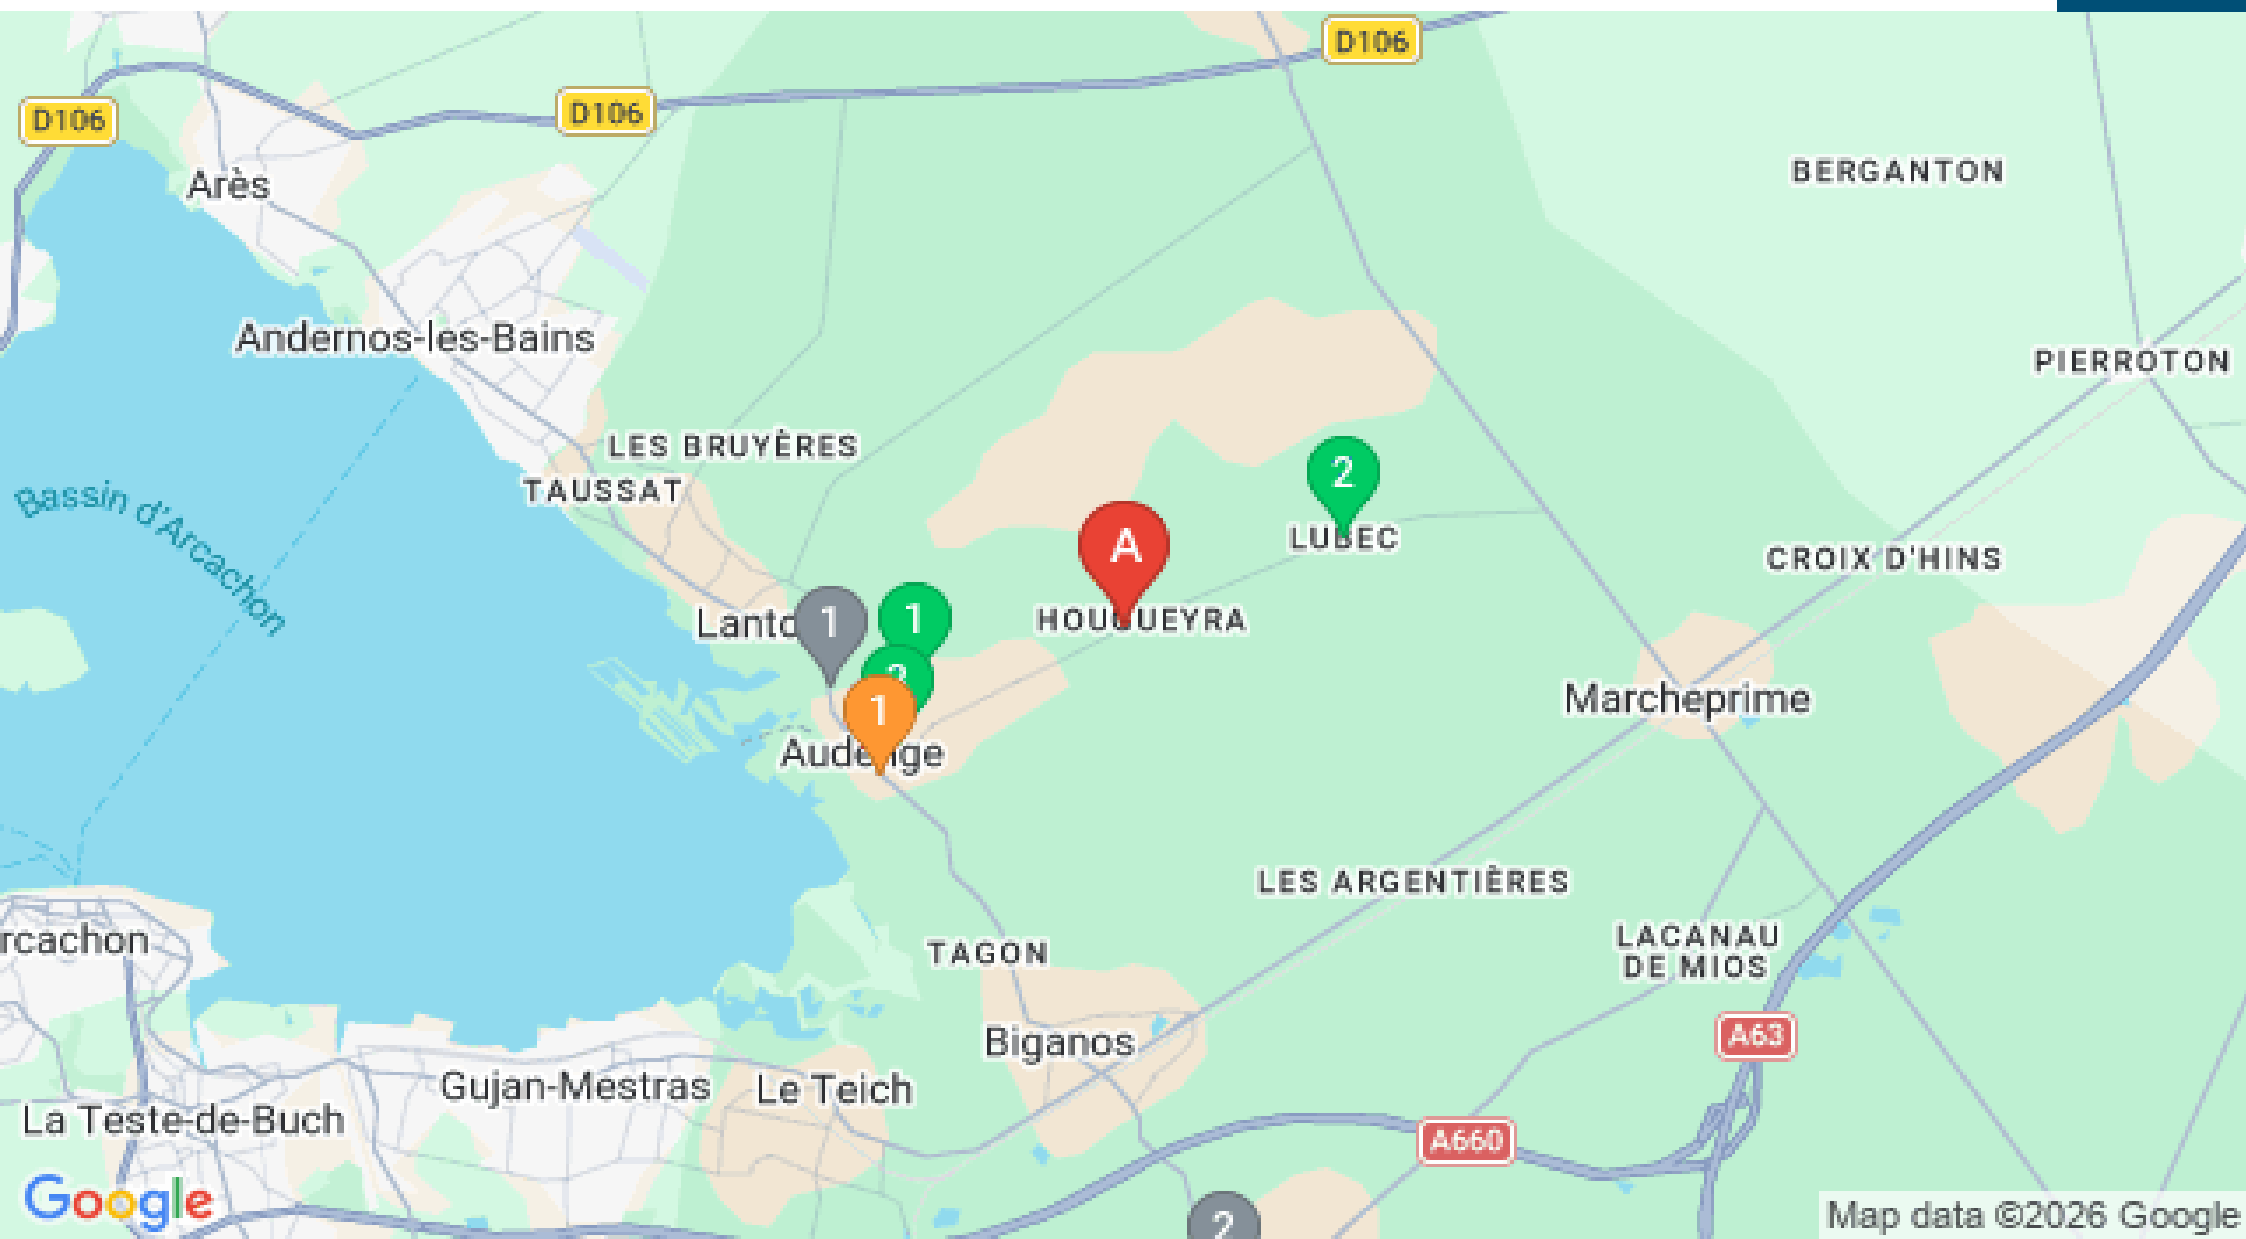 D106
D106
D106
Arès
BERGANTON
Andernos-les-Bains
PIERROTON
LES BRUYÈRES
TAUSSAT
2
Bassin d'Arcachon
A
CROIX D'HINS
1
1
HOUGUEYRA
Marcheprime
1
LES ARGENTIÈRES
rcachon
TAGON
LACANAU
DE MIOS
Biganos
A63
Gujan-Mestras
Le Teich
La Teste-de-Buch
A660
Google
2
Map data ©2026 Google